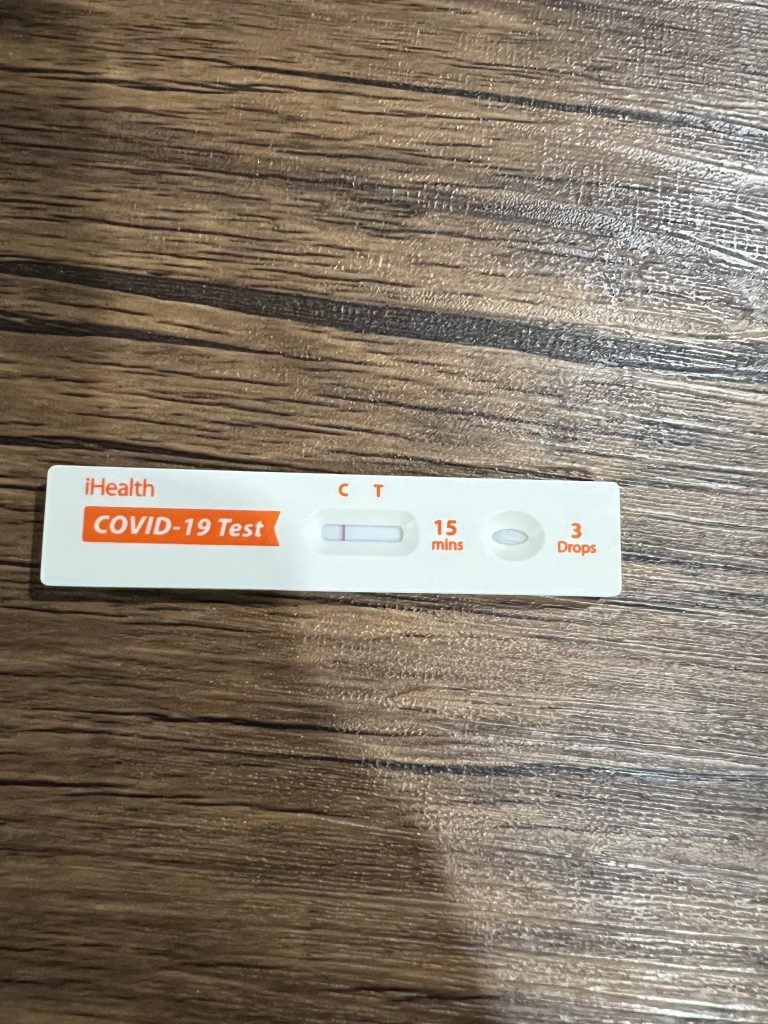 iHealth
COVID-19 Test
C T
15
mins
3
Drops